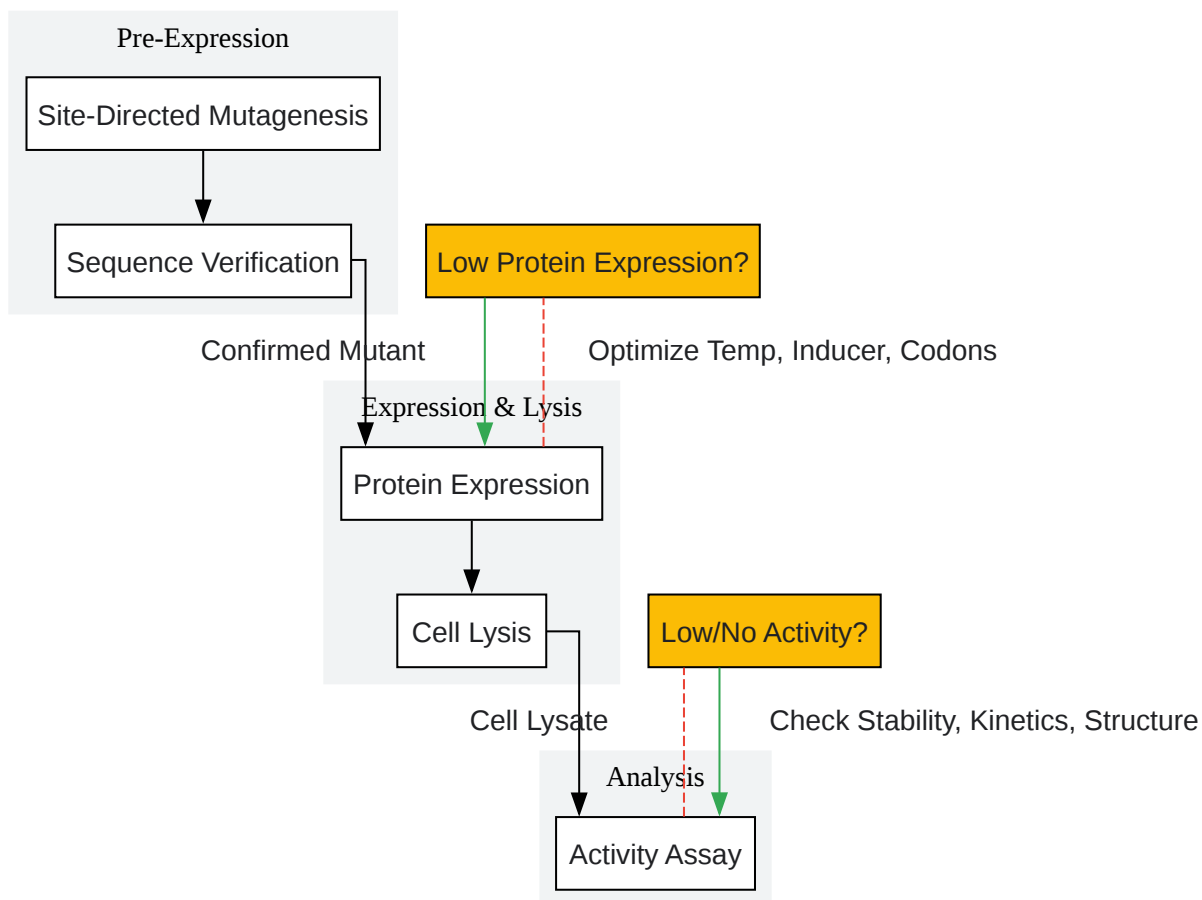 Pre-Expression
Site-Directed Mutagenesis
Sequence Verification
Low Protein Expression?
Confirmed Mutant
Optimize Temp, Inducer, Codons
Expression & Lysis
Protein Expression
Cell Lysis
Low/No Activity?
Cell Lysate
Check Stability, Kinetics, Structure
Analysis
Activity Assay